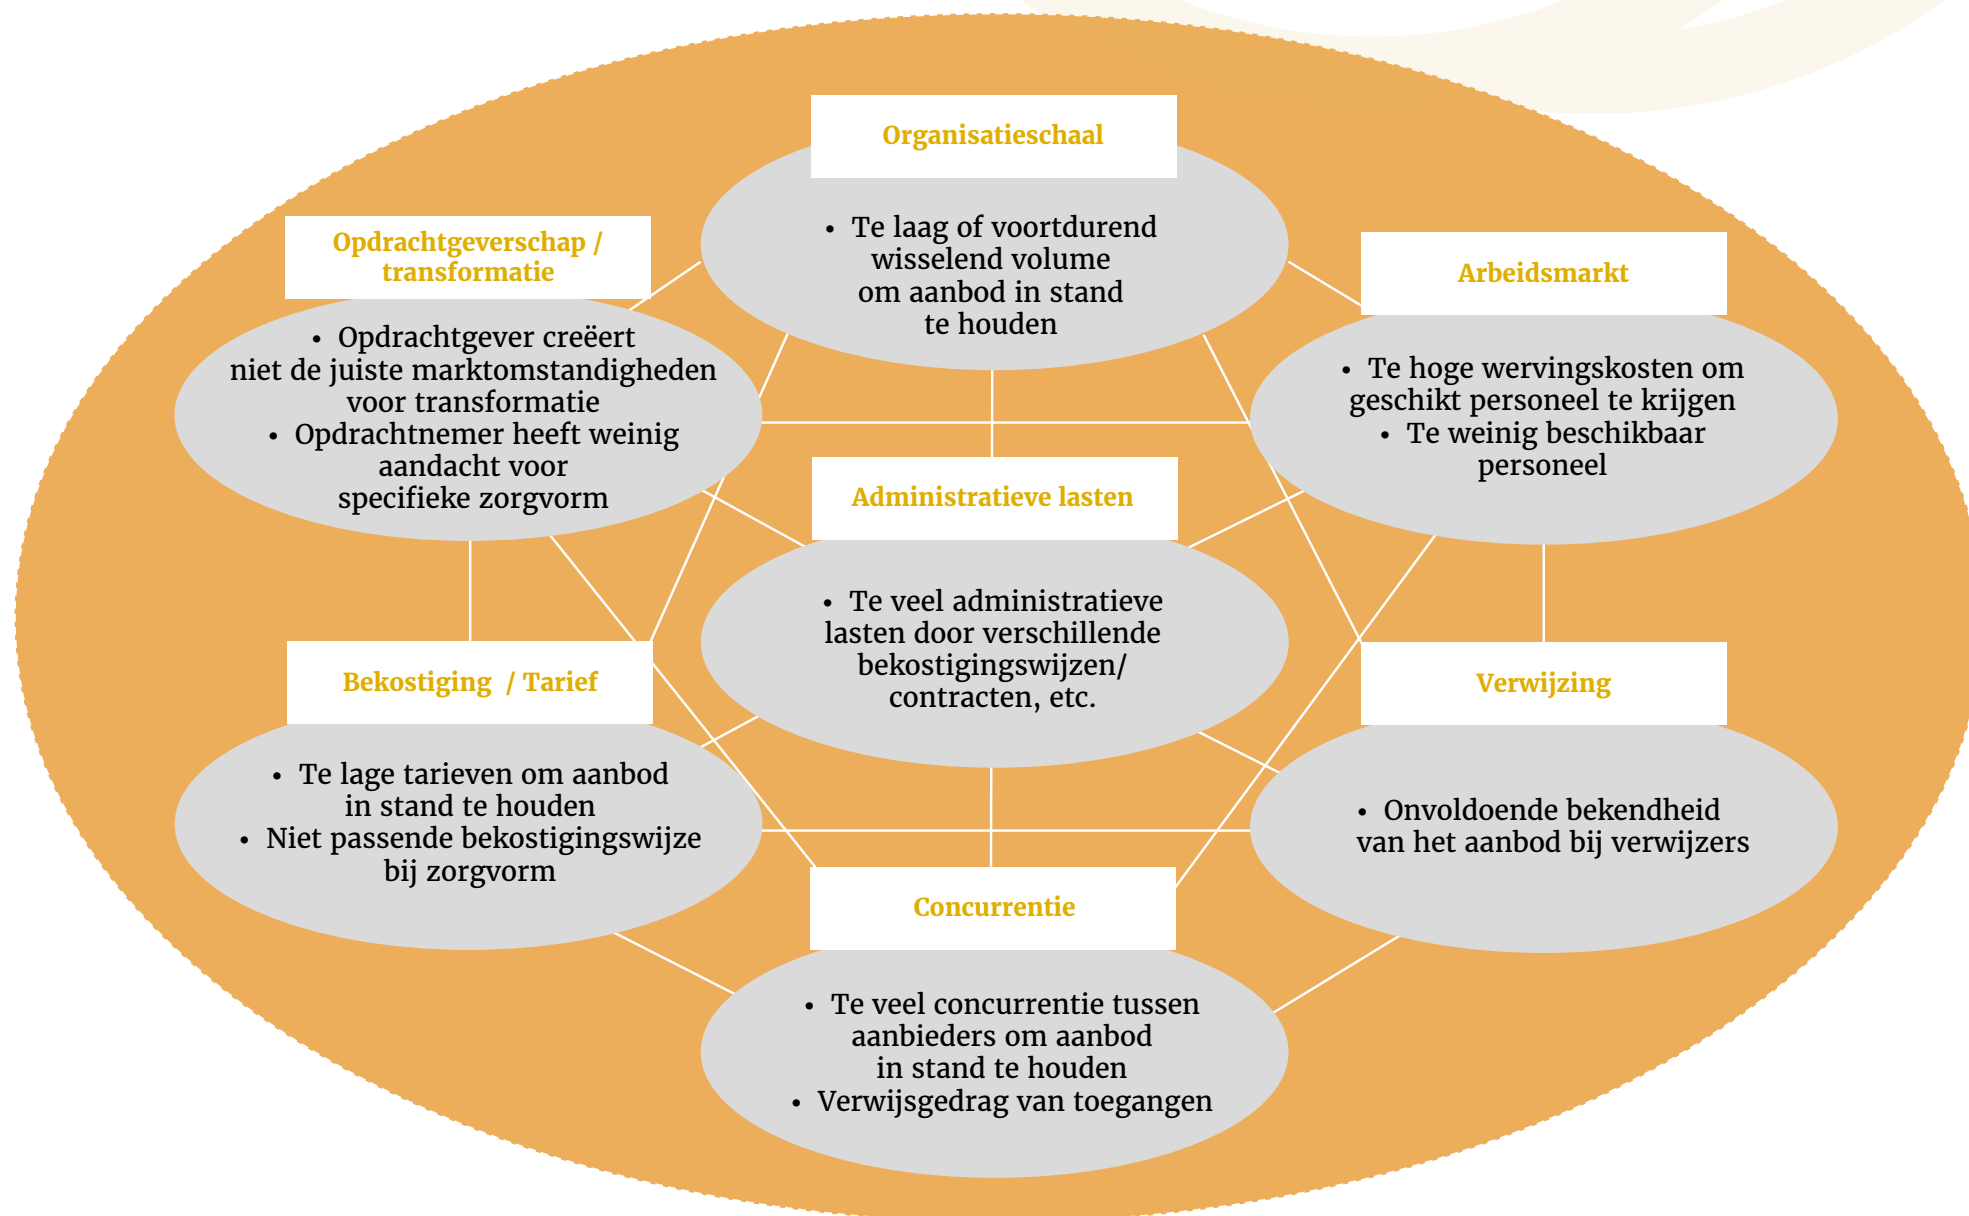 Organisatieschaal
• Te laag of voortdurend
wisselend volume
om aanbod in stand
te houden
Opdrachtgeverschap /
transformatie
• Opdrachtgever creëert
niet de juiste marktomstandigheden
voor transformatie
• Opdrachtnemer heeft weinig
aandacht voor
specifieke zorgvorm
Arbeidsmarkt
• Te hoge wervingskosten om
geschikt personeel te krijgen
• Te weinig beschikbaar
personeel
Administratieve lasten
• Te veel administratieve
lasten door verschillende
bekostigingswijzen/
contracten, etc.
Bekostiging / Tarief
• Te lage tarieven om aanbod
in stand te houden
• Niet passende bekostigingswijze
bij zorgvorm
Verwijzing
• Onvoldoende bekendheid
van het aanbod bij verwijzers
Concurrentie
• Te veel concurrentie tussen
aanbieders om aanbod
in stand te houden
• Verwijsgedrag van toegangen